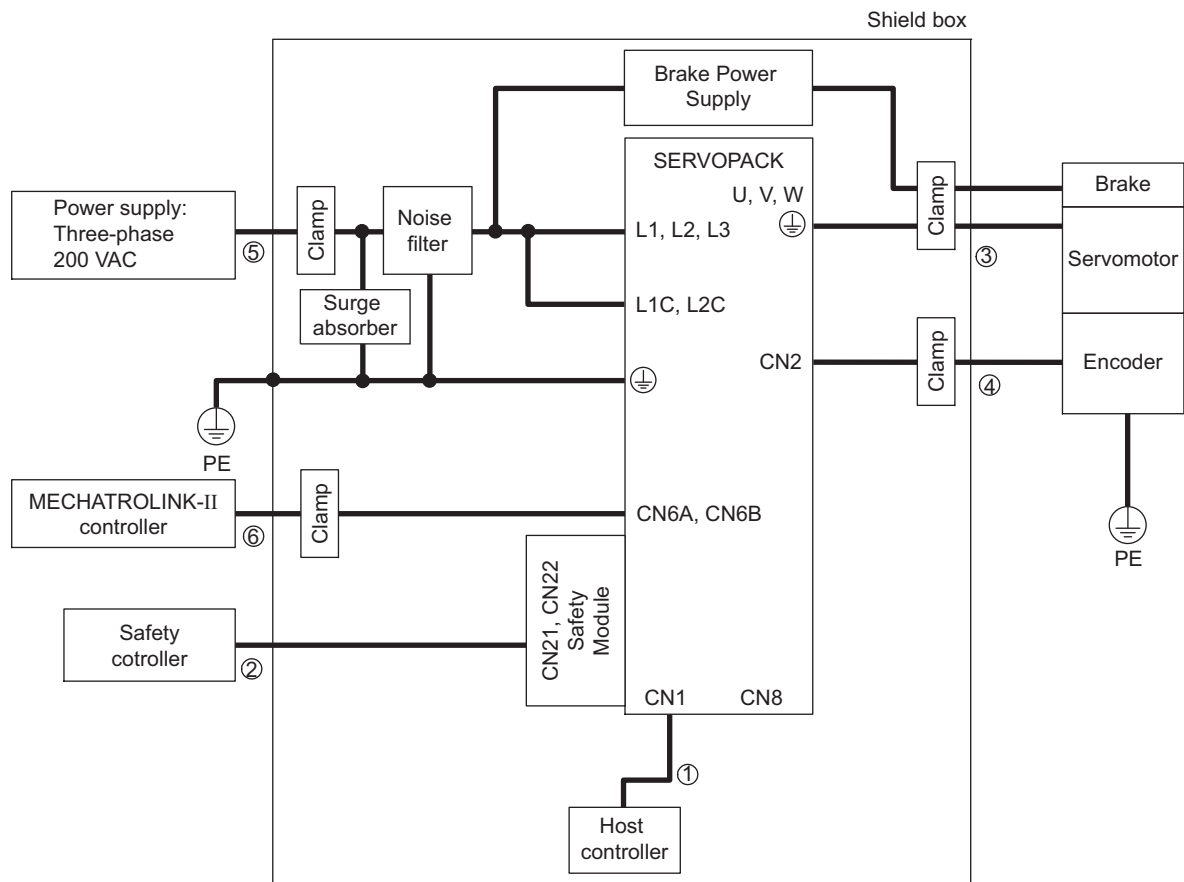 Shield box
Brake Power
Supply
SERVOPACK
U, V, W
Clamp
Brake
Power supply:
Three-phase
200 VAC
⑤
Clamp
Noise
filter
L1, L2, L3
③
Servomotor
Surge
absorber
L1C, L2C
CN2
Clamp
④
Encoder
PE
MECHATROLINK-II
controller
⑥
Clamp
CN6A, CN6B
PE
CN21, CN22
Safety
Module
Safety
cotroller
②
CN1
CN8
①
Host
controller